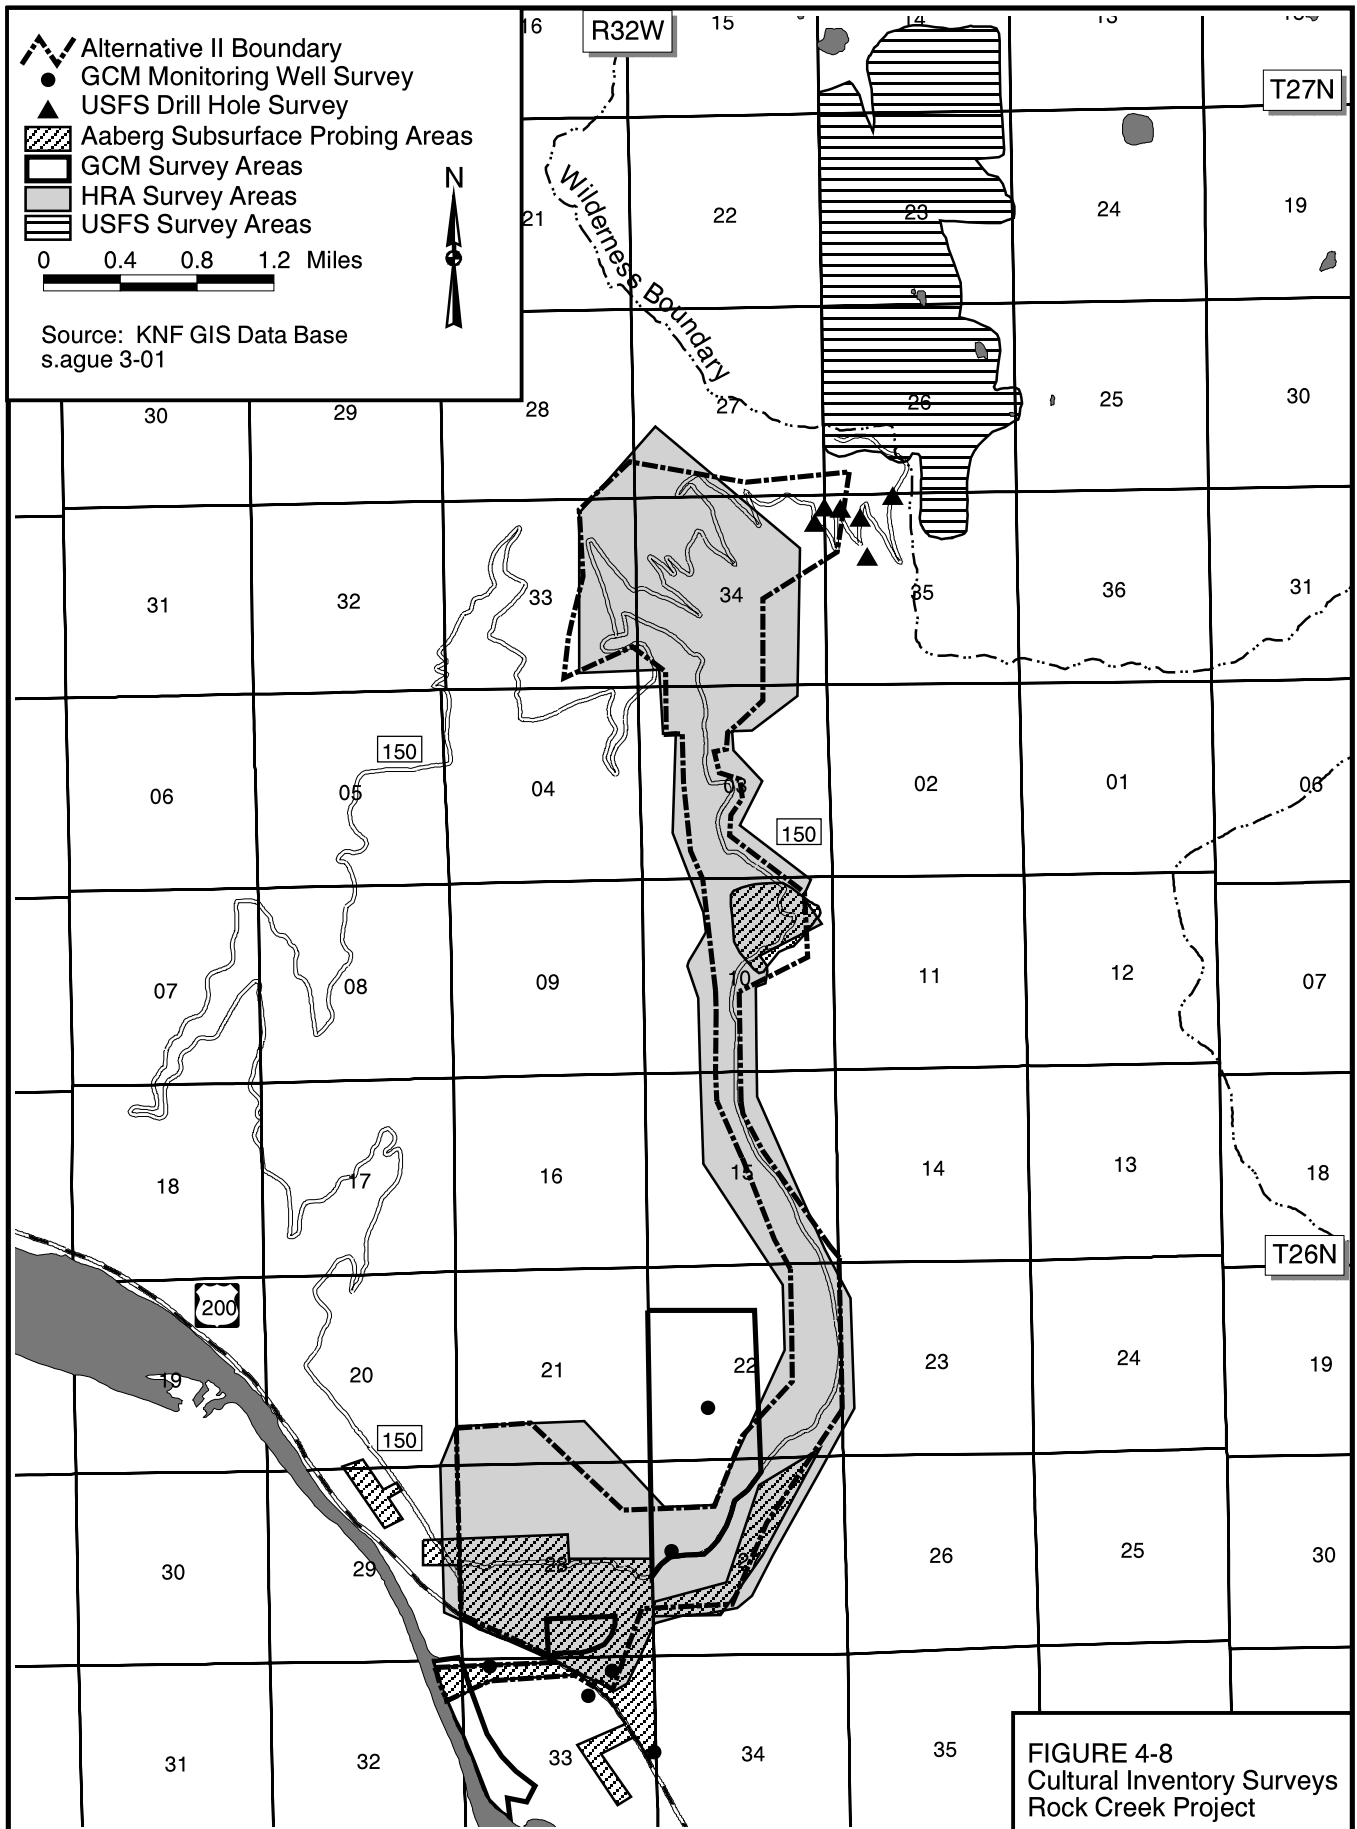 Alternative II Boundary
GCM Monitoring Well Survey
USFS Drill Hole Survey
Aaberg Subsurface Probing Areas
GCM Survey Areas
HRA Survey Areas
USFS Survey Areas
0 0.4 0.8 1.2 Miles
Source: KNF GIS Data Base
s.ague 3-01
N
R32W
T27N
16 15 14 13
21 22 23 24 19
Wilderness Boundary
30 29 28 27 26 25 30
31 32 33 34 35 36 31
150
06 05 04 03 02 01 06
150
07 08 09 10 11 12 07
18 17 16 15 14 13 18
T26N
200
19 20 21 22 23 24 19
150
30 29 28 26 25 30
31 32 33 34 35
FIGURE 4-8
Cultural Inventory Surveys
Rock Creek Project